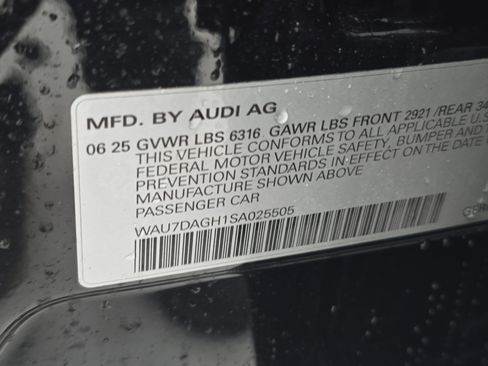 MFD. BY AUDI AG
06 25 GVWR LBS 6316 GAWR LBS FRONT 2921 /REAR 34
THIS VEHICLE CONFORMS TO ALL APPLICABLE U.S
FEDERAL MOTOR VEHICLE SAFETY, BUMPER AND T
PREVENTION STANDARDS IN EFFECT ON THE DATE O
MANUFACTURE SHOWN ABOVE
PASSENGER CAR
WAU7DAGH1SA025505